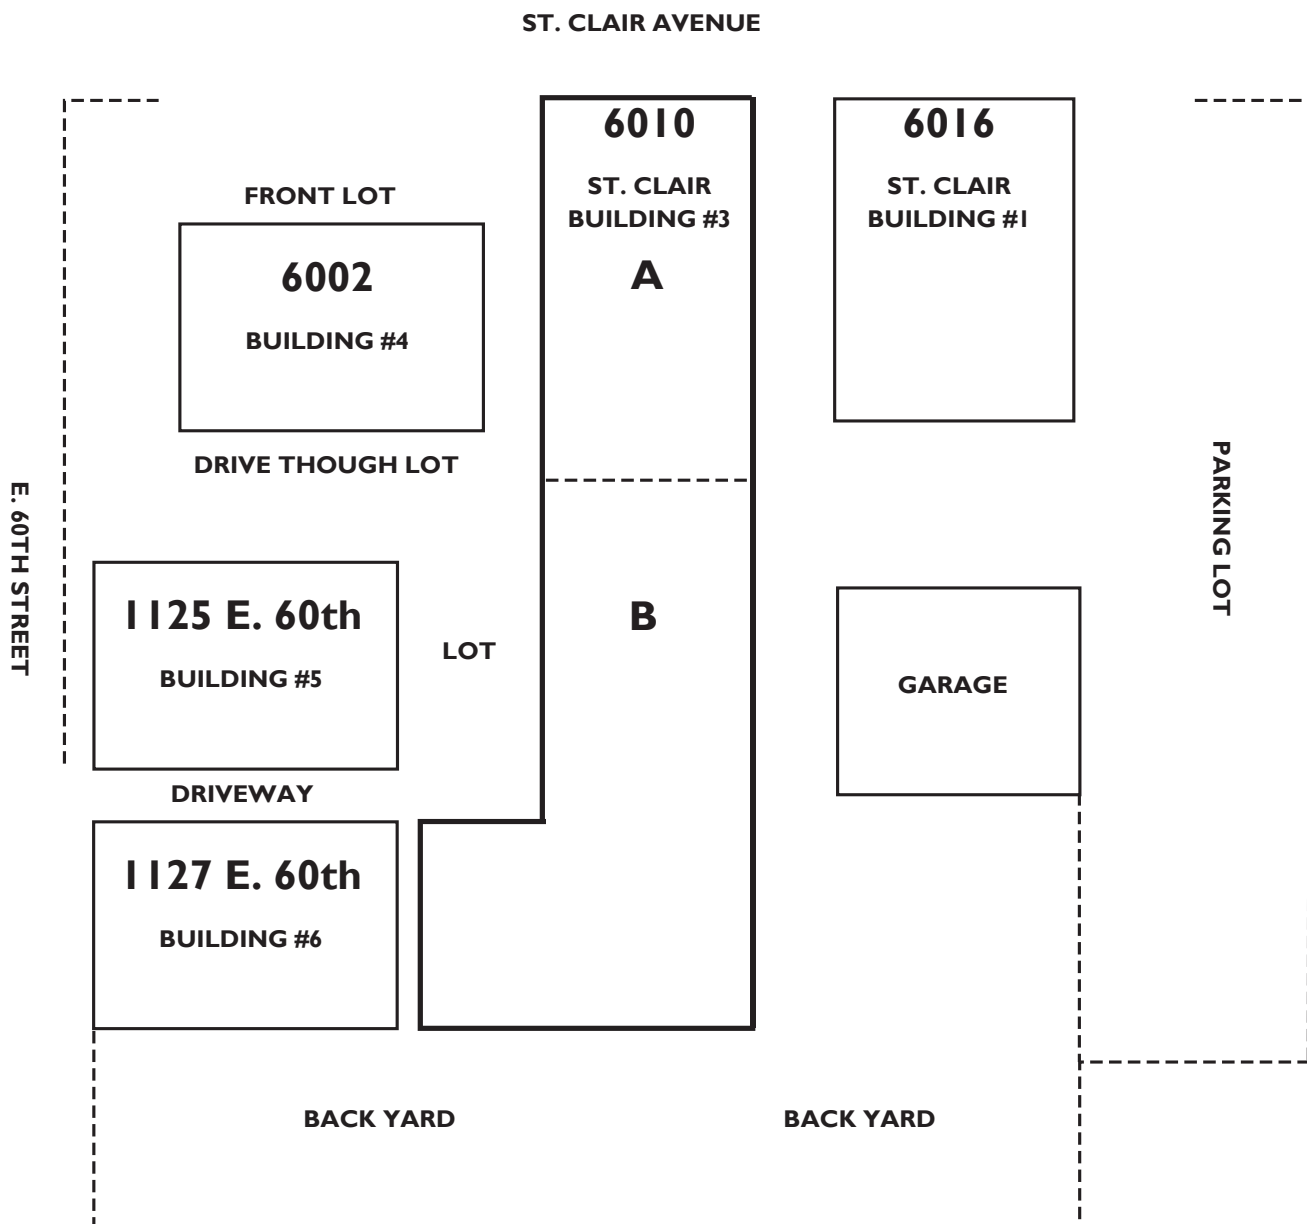 ST. CLAIR AVENUE
6010
ST. CLAIR
BUILDING #3
A
6016
ST. CLAIR
BUILDING #1
FRONT LOT
6002
BUILDING #4
DRIVE THOUGH LOT
E. 60TH STREET
PARKING LOT
1125 E. 60th
BUILDING #5
LOT
B
GARAGE
DRIVEWAY
1127 E. 60th
BUILDING #6
BACK YARD
BACK YARD